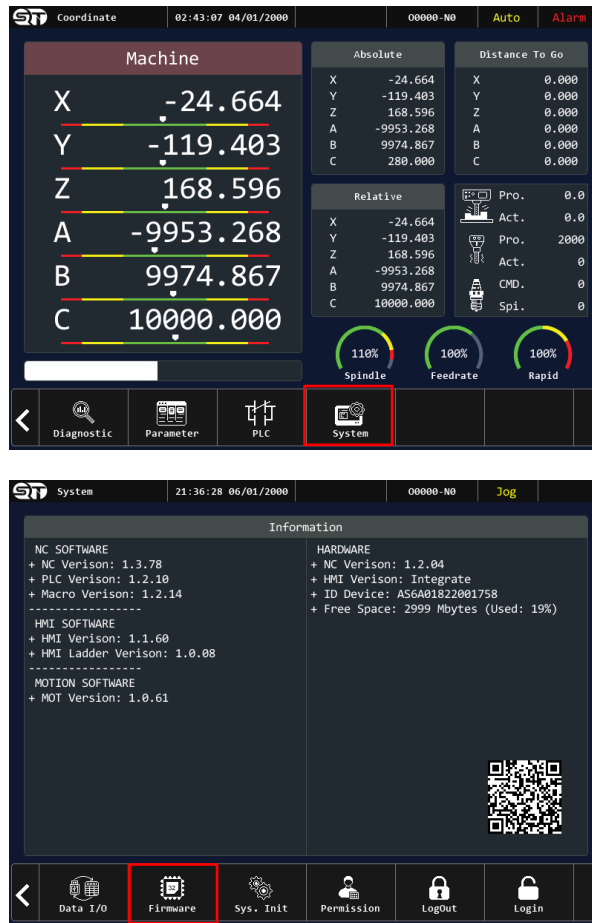 ST Coordinate 02:43:07 04/01/2000 O0000-N0 Auto Alarm
Machine
X -24.664
Y -119.403
Z 168.596
A -9953.268
B 9974.867
C 10000.000
Absolute
X -24.664
Y -119.403
Z 168.596
A -9953.268
B 9974.867
C 280.000
Distance To Go
X 0.000
Y 0.000
Z 0.000
A 0.000
B 0.000
C 0.000
Relative
X -24.664
Y -119.403
Z 168.596
A -9953.268
B 9974.867
C 10000.000
Pro. 0.0
Act. 0.0
Pro. 2000
Act. 0
CMD. 0
Spi. 0
110% 100% 100%
Spindle Feedrate Rapid
Diagnostic Parameter PLC System
ST System 21:36:28 06/01/2000 O0000-N0 Jog
Information
NC SOFTWARE
+ NC Verison: 1.3.78
+ PLC Verison: 1.2.10
+ Macro Verison: 1.2.14
-----------------
HMI SOFTWARE
+ HMI Verison: 1.1.60
+ HMI Ladder Verison: 1.0.08
-----------------
MOTION SOFTWARE
+ MOT Version: 1.0.61
HARDWARE
+ NC Verison: 1.2.04
+ HMI Verison: Integrate
+ ID Device: AS6A01822001758
+ Free Space: 2999 Mbytes (Used: 19%)
Data I/O Firmware Sys. Init Permission LogOut Login